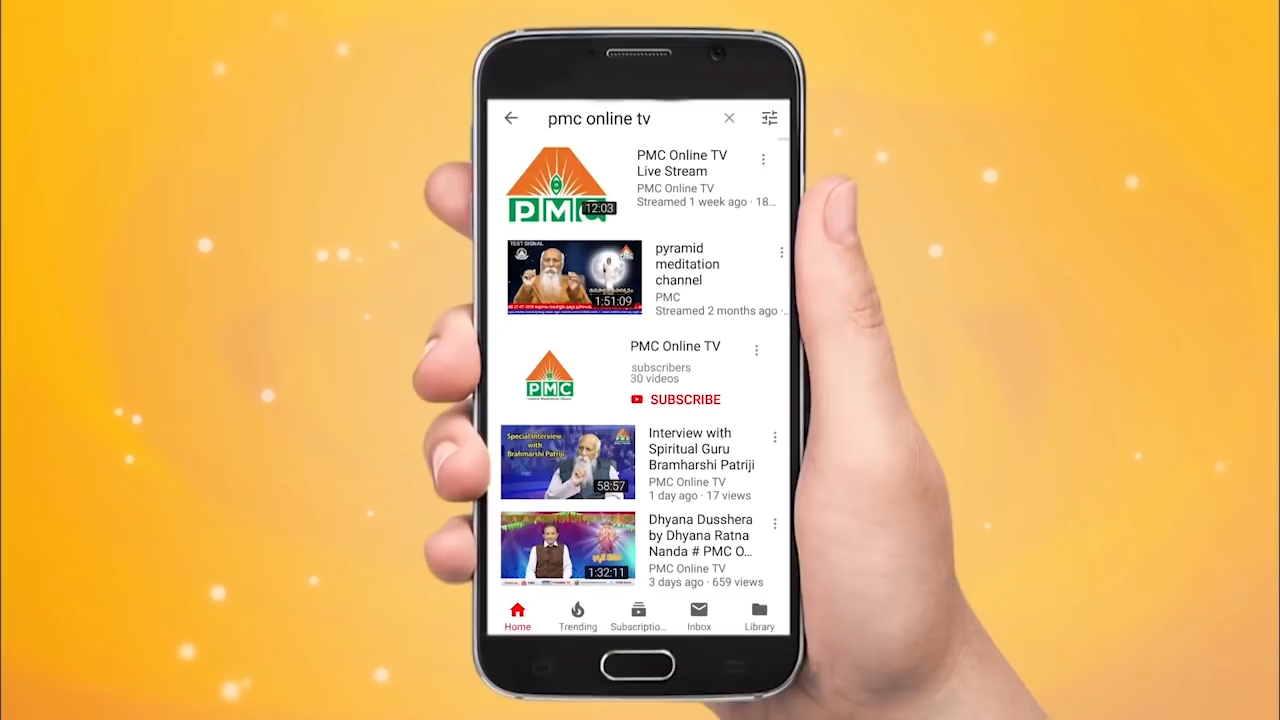 pmc online tv
PMC Online TV
Live Stream
PMC Online TV
Streamed 1 week ago · 18...
PMC
12:03
TEST SIGNAL
1:51:09
pyramid
meditation
channel
PMC
Streamed 2 months ago ·..
PMC
PMC Online TV
subscribers
30 videos
SUBSCRIBE
Special Interview
with
Brahmarshi Patriji
58:57
Interview with
Spiritual Guru
Bramharshi Patriji
PMC Online TV
1 day ago · 17 views
1:32:11
Dhyana Dusshera
by Dhyana Ratna
Nanda # PMC O...
PMC Online TV
3 days ago · 659 views
Home
Trending
Subscriptio...
Inbox
Library